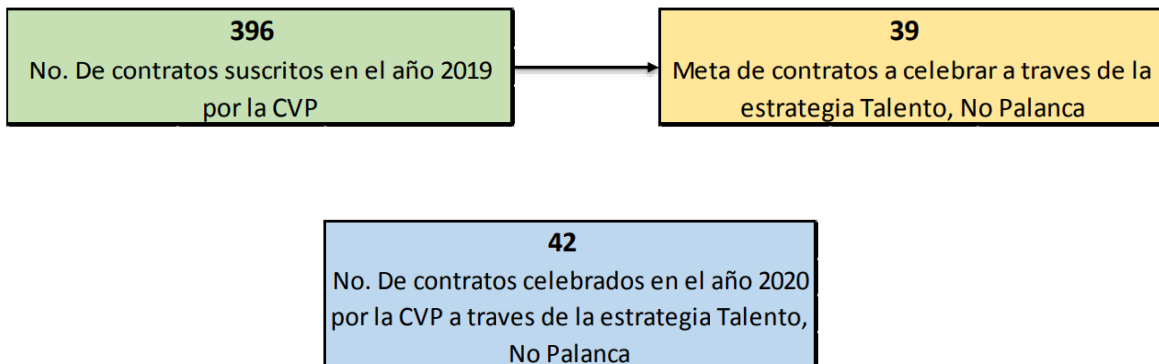 396
No. De contratos suscritos en el año 2019
por la CVP
39
Meta de contratos a celebrar a traves de la
estrategia Talento, No Palanca
42
No. De contratos celebrados en el año 2020
por la CVP a traves de la estrategia Talento,
No Palanca